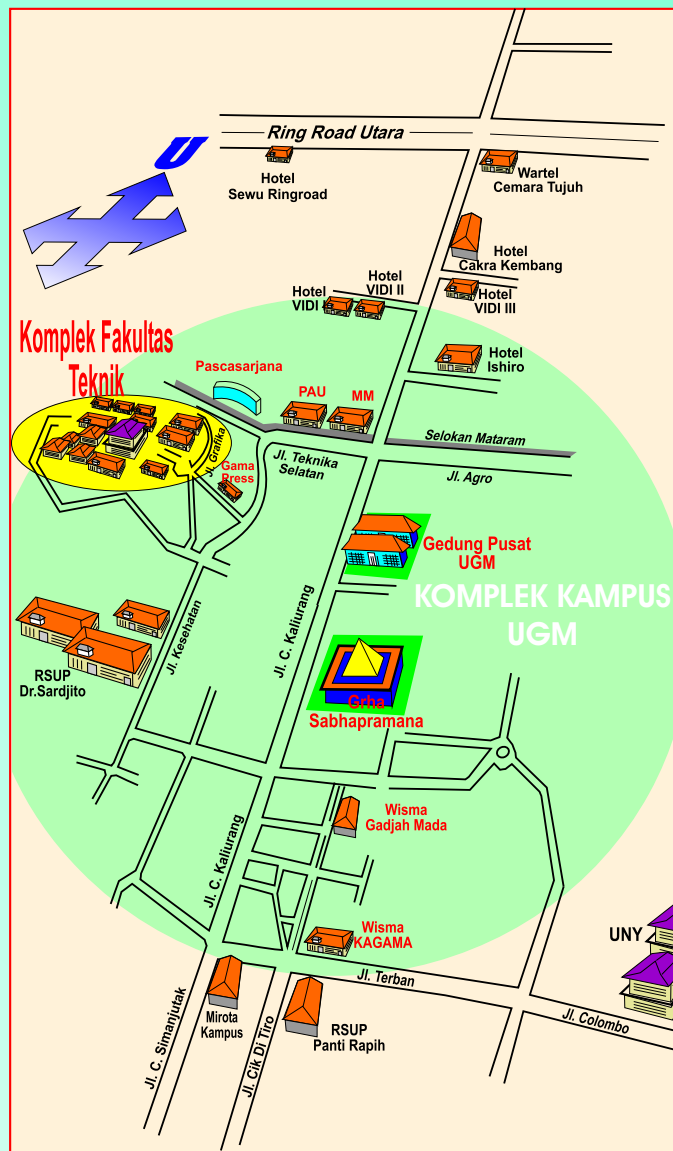 U
Ring Road Utara
Hotel
Sewu Ringroad
Wartel
Cemara Tujuh
Hotel
Cakra Kembang
Hotel
VIDI I
Hotel
VIDI II
Hotel
VIDI III
Komplek Fakultas
Teknik
Hotel
Ishiro
Pascasarjana
PAU
MM
Selokan Mataram
Jl. Grafika
Gama
Press
Jl. Teknika
Selatan
Jl. Agro
Gedung Pusat
UGM
KOMPLEK KAMPUS
UGM
Jl. Kesehatan
Jl. C. Kaliurang
RSUP
Dr.Sardjito
Grha
Sabhapramana
Wisma
Gadjah Mada
Jl. C. Kaliurang
Wisma
KAGAMA
UNY
Jl. Terban
Jl. Colombo
Mirota
Kampus
RSUP
Panti Rapih
Jl. C. Simanjutak
Jl. Cik Di Tiro